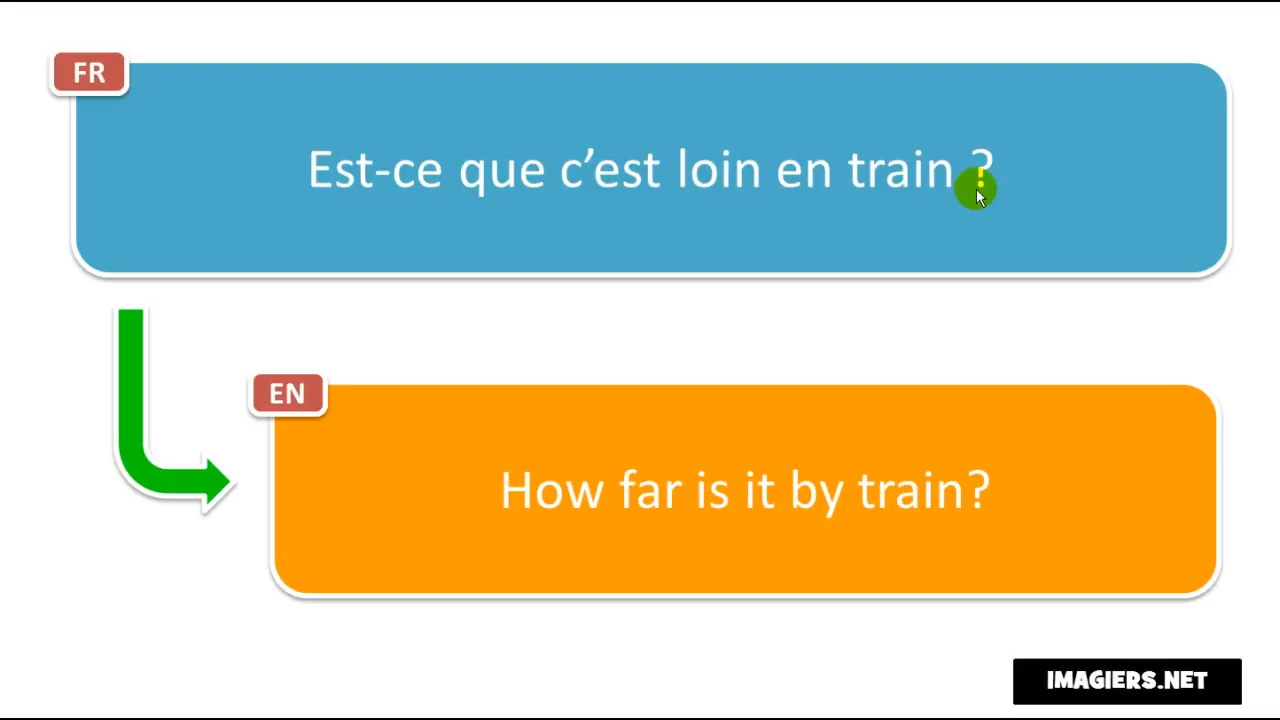 FR
Est-ce que c’est loin en train ?
EN
How far is it by train?
IMAGIERS.NET